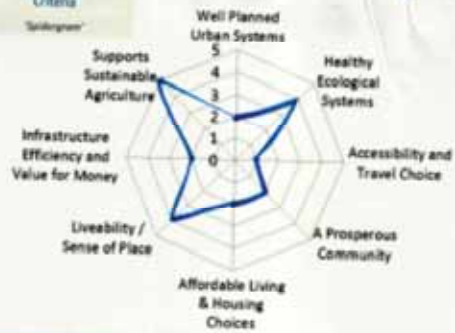 Criteria
'Spidergram'
Well Planned
Urban Systems
Healthy
Ecological
Systems
Accessibility and
Travel Choice
A Prosperous
Community
Affordable Living
& Housing
Choices
Liveability /
Sense of Place
Infrastructure
Efficiency and
Value for Money
Supports
Sustainable
Agriculture
5
4
3
2
1
0